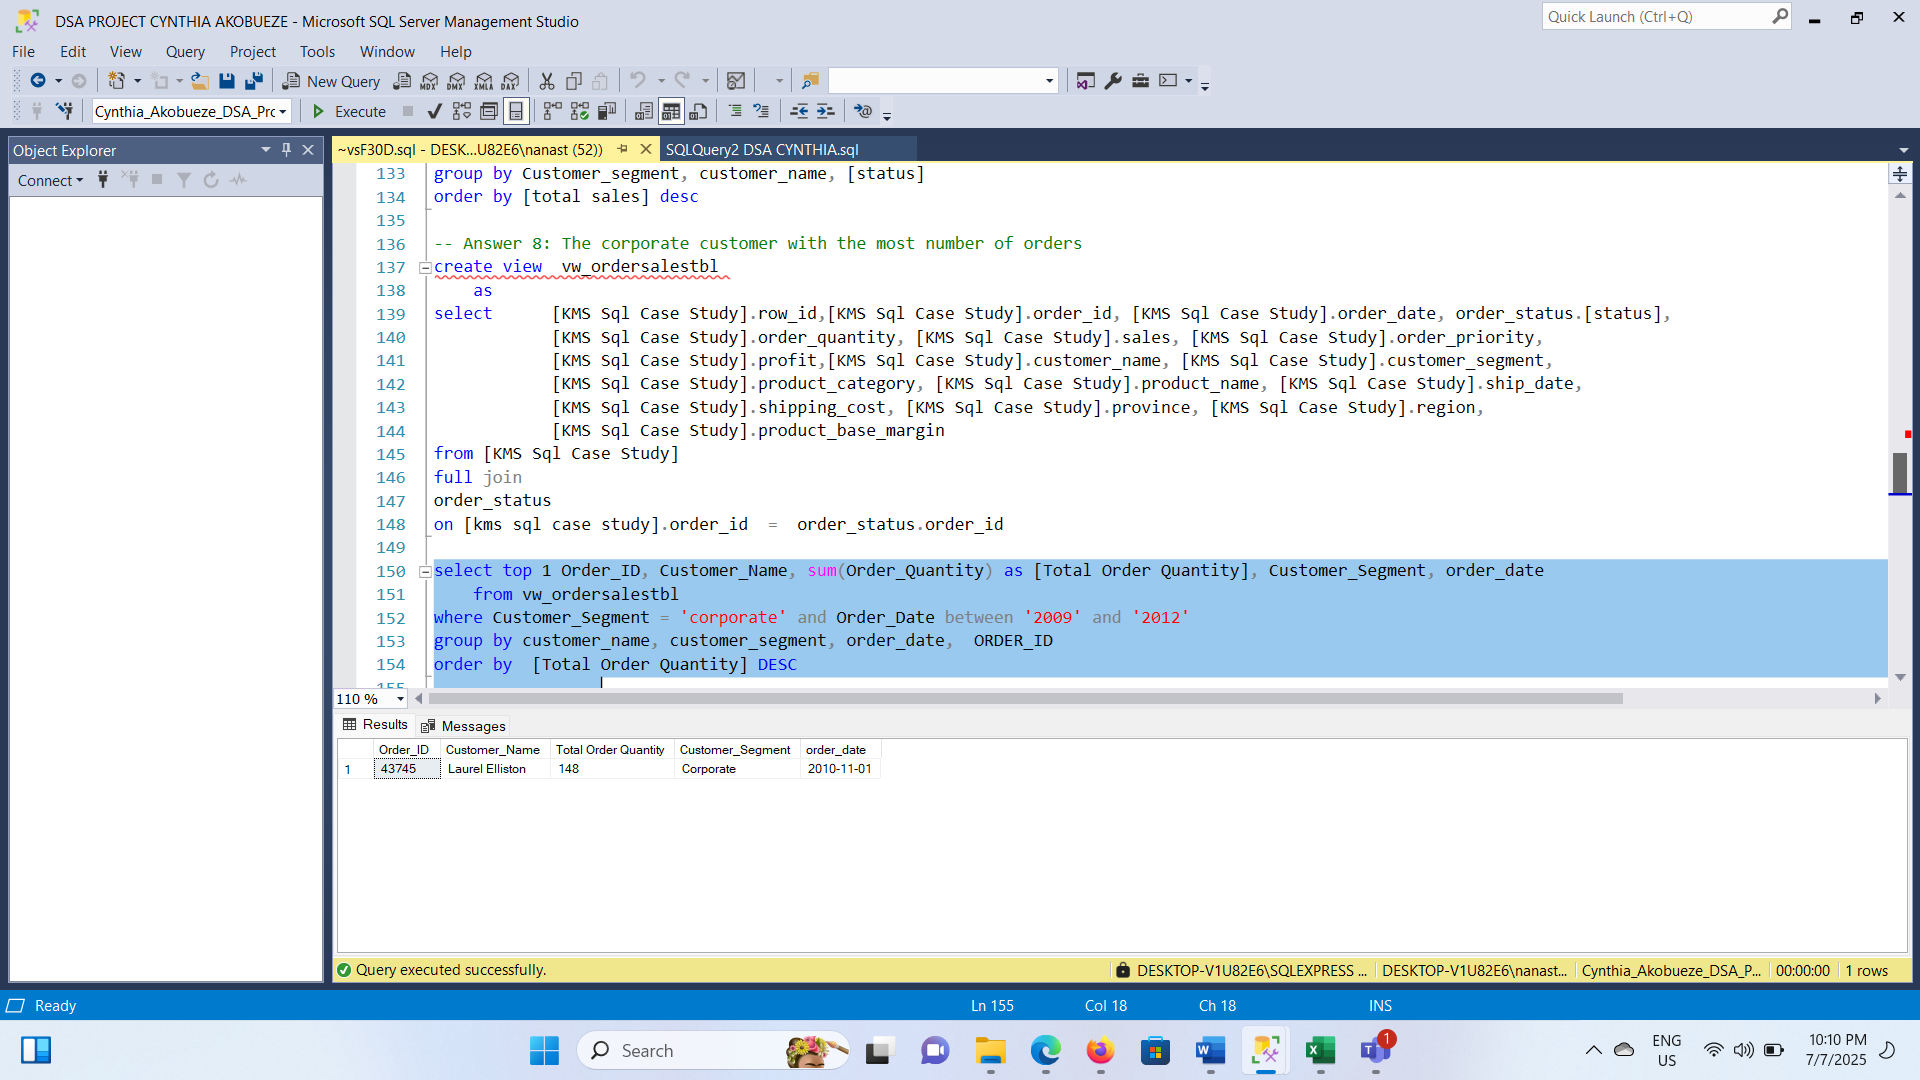 DSA PROJECT CYNTHIA AKOBUEZE - Microsoft SQL Server Management Studio
Quick Launch (Ctrl+Q)
File Edit View Query Project Tools Window Help
New Query MDX DMX XMLA DAX
Cynthia_Akobueze_DSA_Prc Execute
Object Explorer
~vsF30D.sql - DESK...U82E6\nanast (52))
SQLQuery2 DSA CYNTHIA.sql
Connect
133 group by Customer_segment, customer_name, [status]
134 order by [total sales] desc
135
136 -- Answer 8: The corporate customer with the most number of orders
137 create view  vw_ordersalestbl
138 as
139 select [KMS Sql Case Study].row_id,[KMS Sql Case Study].order_id, [KMS Sql Case Study].order_date, order_status.[status],
140 [KMS Sql Case Study].order_quantity, [KMS Sql Case Study].sales, [KMS Sql Case Study].order_priority,
141 [KMS Sql Case Study].profit,[KMS Sql Case Study].customer_name, [KMS Sql Case Study].customer_segment,
142 [KMS Sql Case Study].product_category, [KMS Sql Case Study].product_name, [KMS Sql Case Study].ship_date,
143 [KMS Sql Case Study].shipping_cost, [KMS Sql Case Study].province, [KMS Sql Case Study].region,
144 [KMS Sql Case Study].product_base_margin
145 from [KMS Sql Case Study]
146 full join
147 order_status
148 on [kms sql case study].order_id  =  order_status.order_id
149
150 select top 1 Order_ID, Customer_Name, sum(Order_Quantity) as [Total Order Quantity], Customer_Segment, order_date
151 from vw_ordersalestbl
152 where Customer_Segment = 'corporate' and Order_Date between '2009' and '2012'
153 group by customer_name, customer_segment, order_date,  ORDER_ID
154 order by  [Total Order Quantity] DESC
155
110 %
Results Messages
Order_ID Customer_Name Total Order Quantity Customer_Segment order_date
1 43745 Laurel Elliston 148 Corporate 2010-11-01
Query executed successfully.
DESKTOP-V1U82E6\SQLEXPRESS ... DESKTOP-V1U82E6\nanast... Cynthia_Akobueze_DSA_P... 00:00:00 1 rows
Ready Ln 155 Col 18 Ch 18 INS
Search
1
ENG
US
10:10 PM
7/7/2025